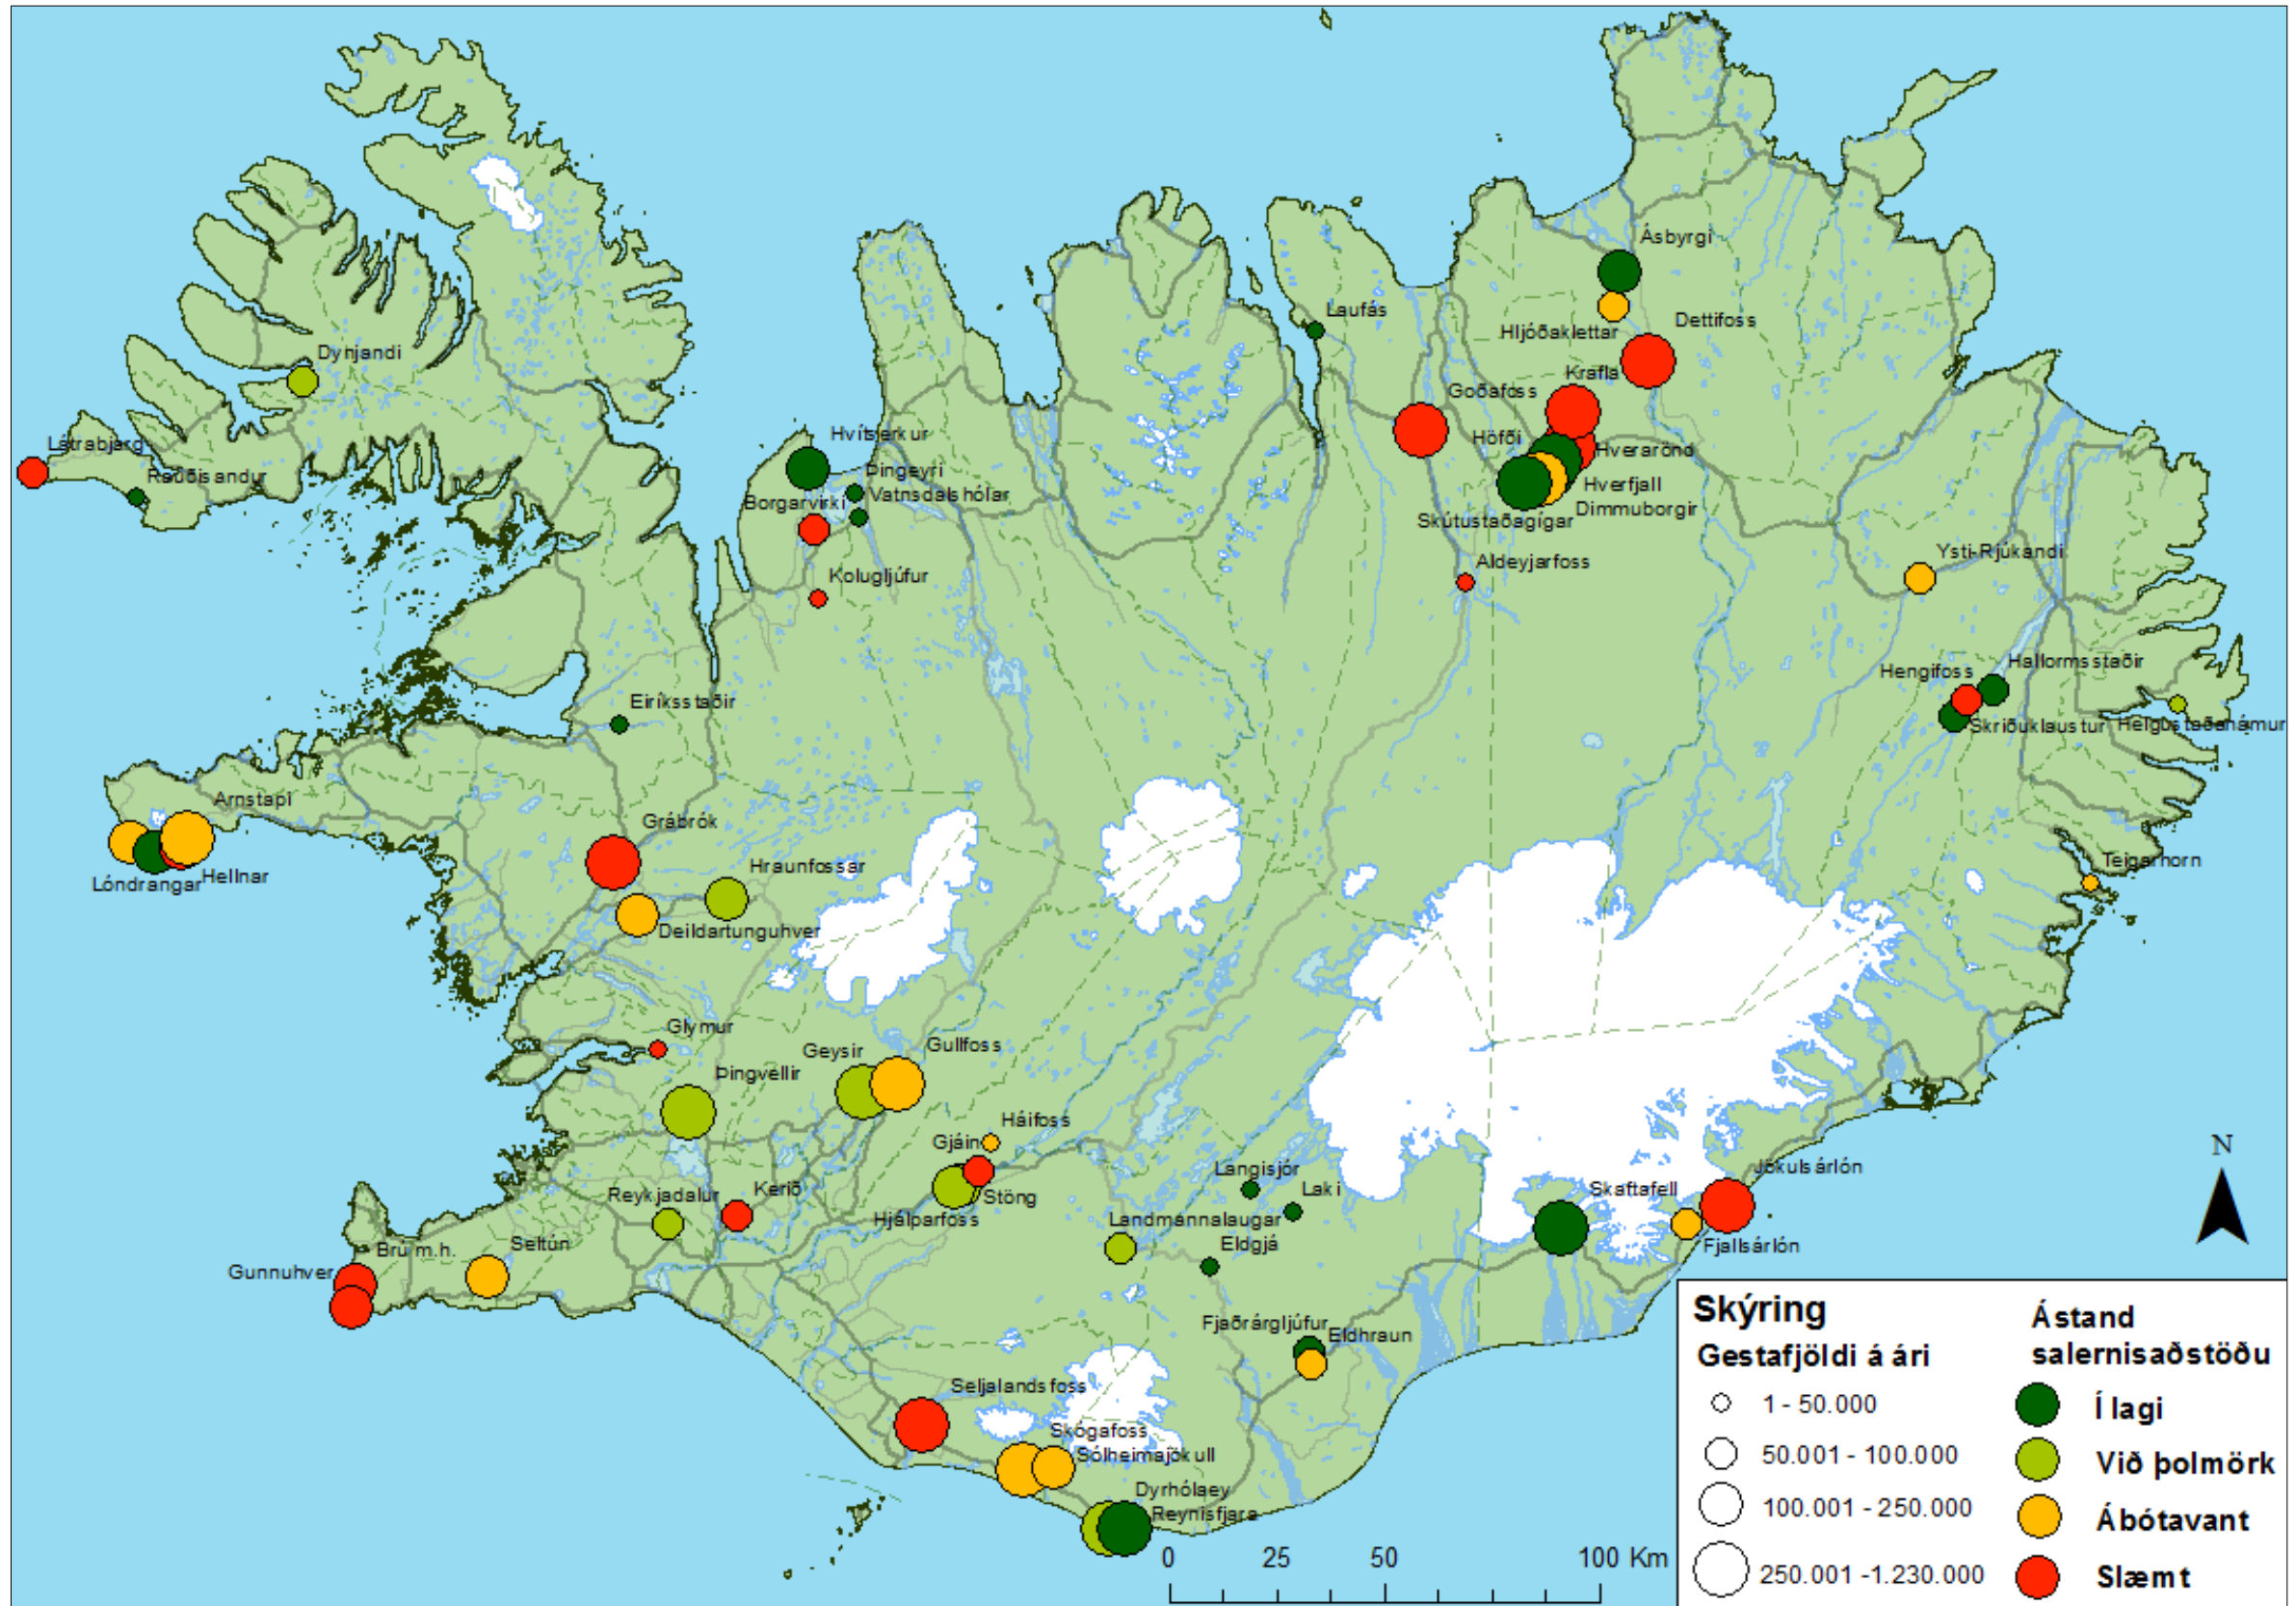 Ásbyrgi
Laufás
Hljóðaklettar
Dettifoss
Krafla
Dynjandi
Goðafoss
Látrabjarg
Hvítserkur
Höfði
Hverarönd
Rauðisandur
Þingeyri
Borgarvirki
Vatnsdalshólar
Hverfjall
Dimmuborgir
Skútustaðagígar
Kolugljúfur
Aldeyjarfoss
Ysti-Rjúkandi
Hengifoss
Hallormsstaðir
Eiríksstaðir
Skriðuklaustur
Helgustaðanámur
Arnstapi
Grábrók
Hraunfossar
Teigarhorn
Lóndrangar
Hellnar
Deildartunguhver
Glymur
Geysir
Gullfoss
Þingvellir
Háifoss
Gjáin
Reykjadalur
Kerið
Stöng
Hjálparfoss
Langisjór
Laki
Skaftafell
Jökulsárlón
Landmannalaugar
Eldgjá
Fjallsárlón
Brú m.h.
Seltún
Gunnuhver
Fjaðrárgljúfur
Eldhraun
Seljalandsfoss
Skógafoss
Sólheimajökull
Dyrhólaey
Reynisfjara
N
0 25 50 100 Km
Skýring
Gestafjöldi á ári
1 - 50.000
50.001 - 100.000
100.001 - 250.000
250.001 -1.230.000
Ástand
salernisaðstöðu
Í lagi
Við þolmörk
Ábótavant
Slæmt